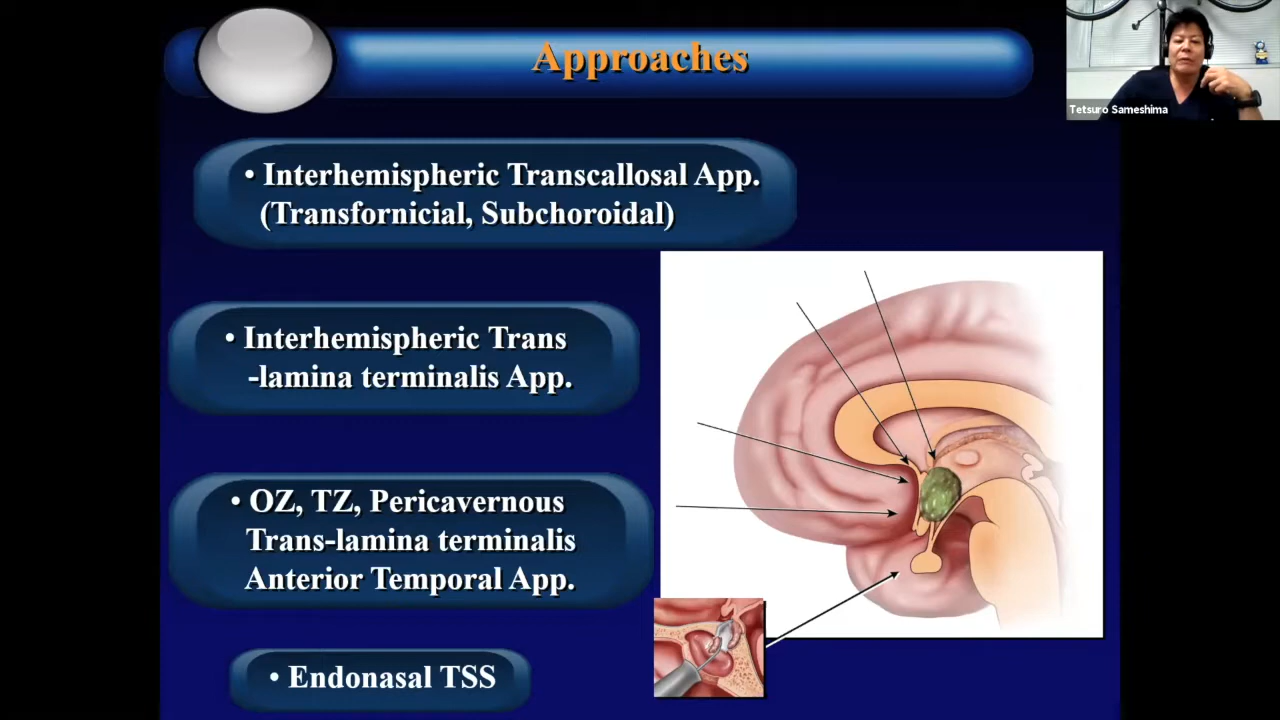 Approaches
Tetsuro Sameshima
• Interhemispheric Transcallosal App.
(Transfornicial, Subchoroidal)
• Interhemispheric Trans
-lamina terminalis App.
• OZ, TZ, Pericavernous
Trans-lamina terminalis
Anterior Temporal App.
• Endonasal TSS